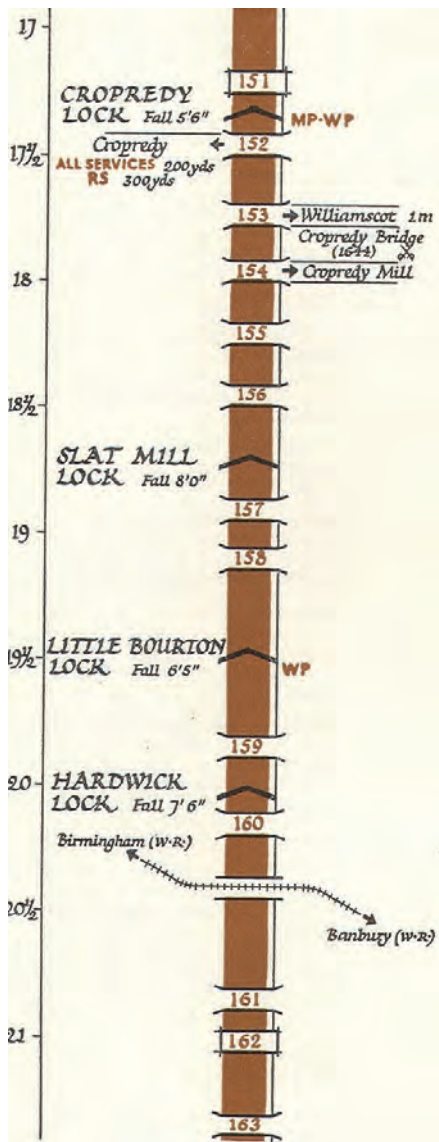 17
151
CROPREDY
LOCK Fall 5'6"
MP·WP
Cropredy
152
17½
ALL SERVICES 200yds
RS 300yds
153
Williamscot 1m
Cropredy Bridge
(1644)
18
154
Cropredy Mill
155
18½
156
SLAT MILL
LOCK Fall 8'0"
157
19
158
LITTLE BOURTON
19½
LOCK Fall 6'5"
WP
159
20
HARDWICK
LOCK Fall 7'6"
160
Birmingham (W·R·)
20½
Banbury (W·R·)
161
21
162
163